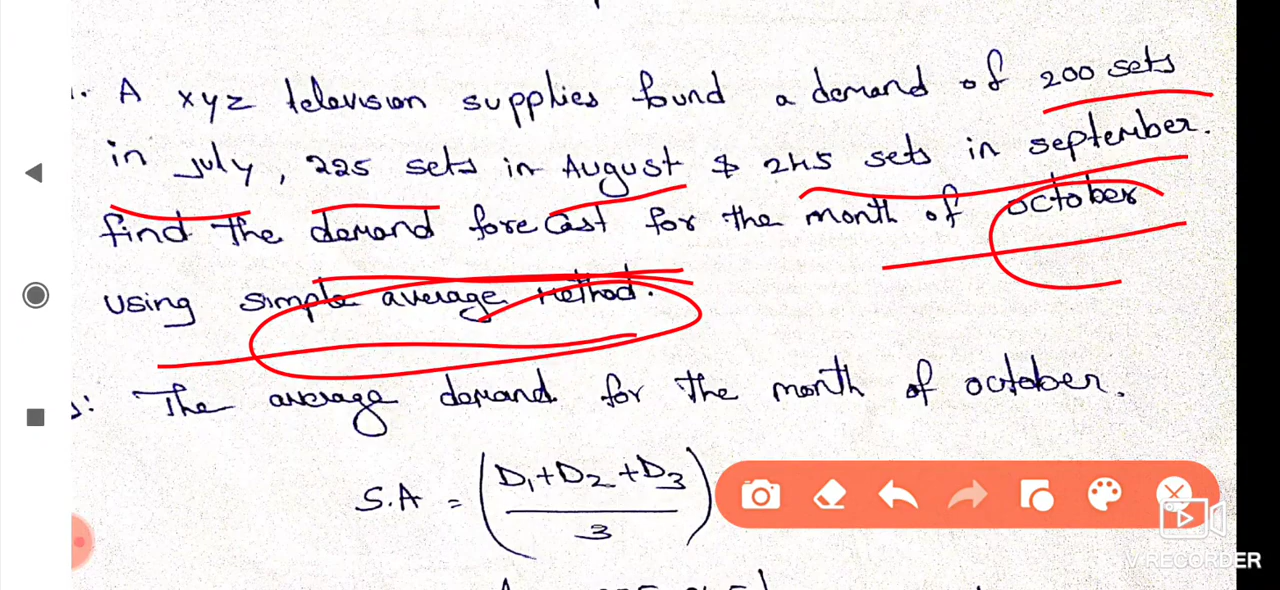 . A xyz television supplies found a demand of 200 sets
in july, 225 sets in August & 245 sets in september.
find the demand forecast for the month of october
using simple average method.
s: The average demand for the month of october.
S.A = (D1+D2+D3 / 3)
V RECORDER